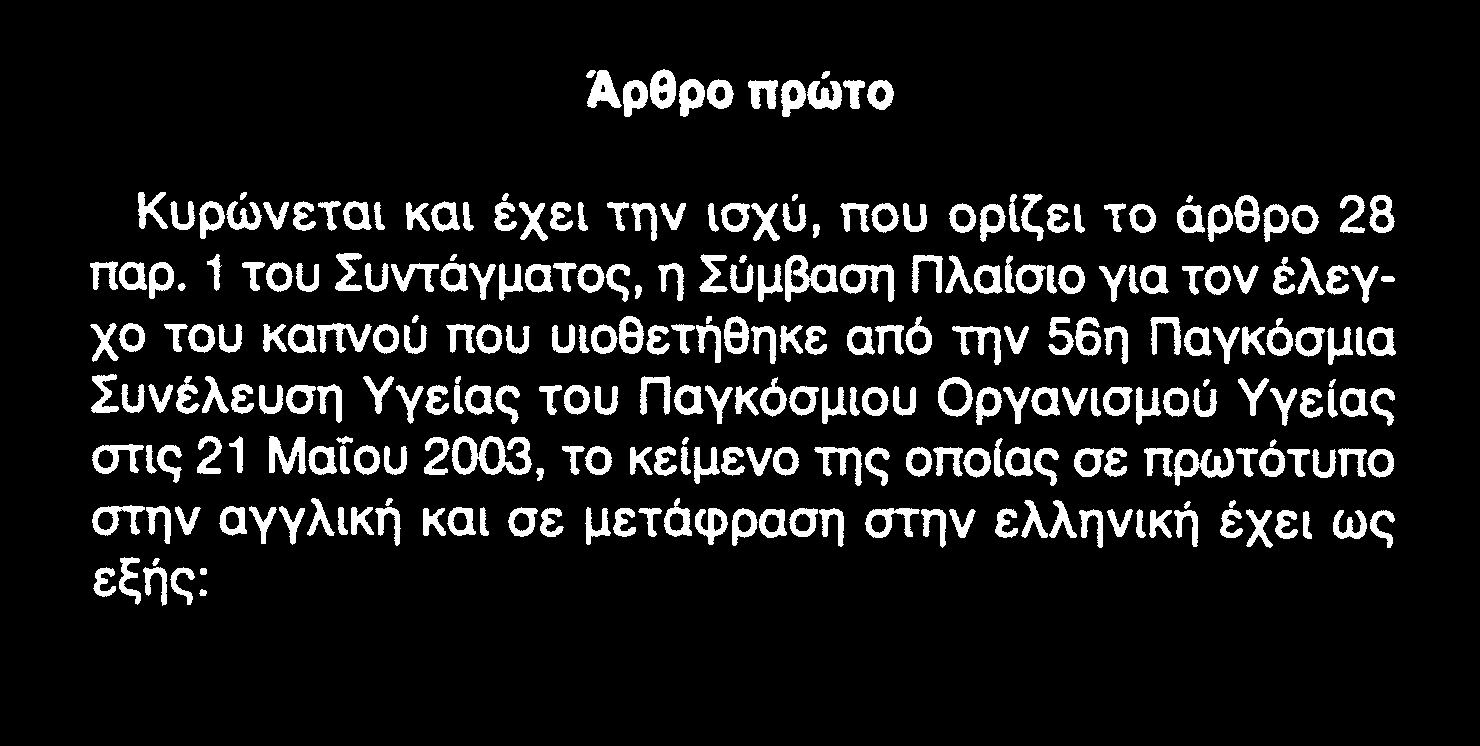 Άρθρο πρώτο
Κυρώνεται και έχει την ισχύ, που ορίζει το άρθρο 28
παρ. 1 του Συντάγματος, η Σύμβαση Πλαίσιο για τον έλεγ-
χο του καπνού που υιοθετήθηκε από την 56η Παγκόσμια
Συνέλευση Υγείας του Παγκόσμιου Οργανισμού Υγείας
στις 21 Μαΐου 2003, το κείμενο της οποίας σε πρωτότυπο
στην αγγλική και σε μετάφραση στην ελληνική έχει ως
εξής: